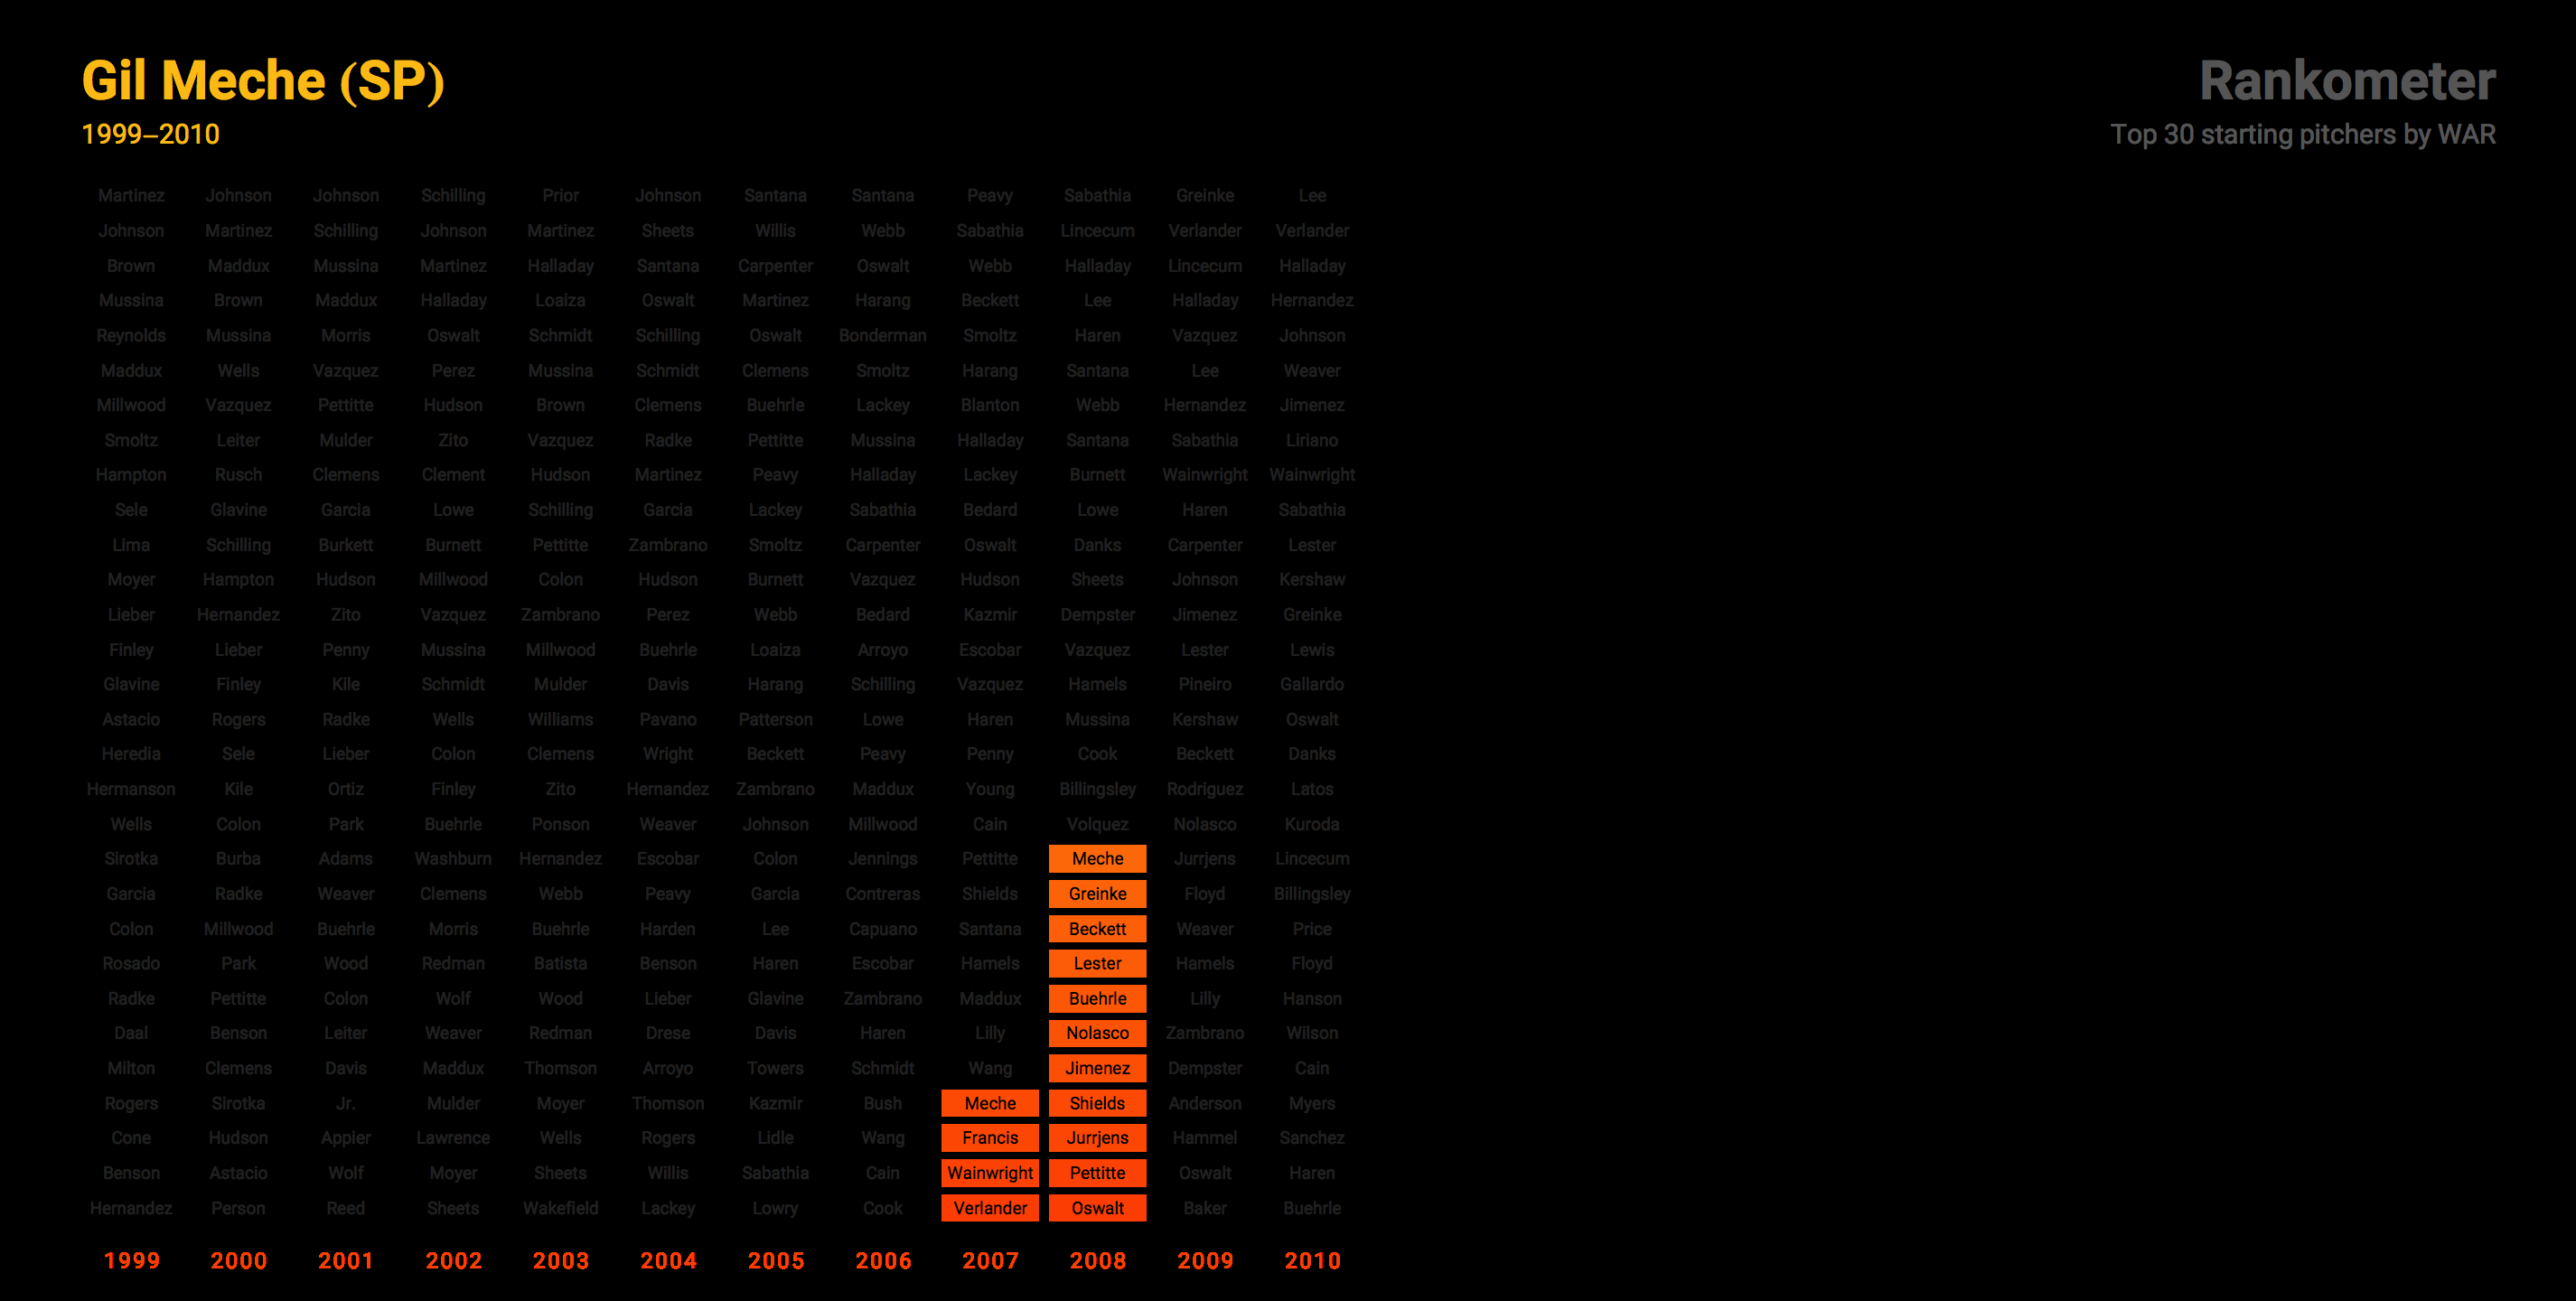 Gil Meche (SP)
1999–2010
Rankometer
Top 30 starting pitchers by WAR
Martinez Johnson Johnson Schilling Prior Johnson Santana Santana Peavy Sabathia Greinke Lee
Johnson Martinez Schilling Johnson Martinez Sheets Willis Webb Sabathia Lincecum Verlander Verlander
Brown Maddux Mussina Martinez Halladay Santana Carpenter Oswalt Webb Halladay Lincecum Halladay
Mussina Brown Maddux Halladay Loaiza Oswalt Martinez Harang Beckett Lee Halladay Hernandez
Reynolds Mussina Morris Oswalt Schmidt Schilling Oswalt Bonderman Smoltz Haren Vazquez Johnson
Maddux Wells Vazquez Perez Mussina Schmidt Clemens Smoltz Harang Santana Lee Weaver
Millwood Vazquez Pettitte Hudson Brown Clemens Buehrle Lackey Blanton Webb Hernandez Jimenez
Smoltz Leiter Mulder Zito Vazquez Radke Pettitte Mussina Halladay Santana Sabathia Liriano
Hampton Rusch Clemens Clement Hudson Martinez Peavy Halladay Lackey Burnett Wainwright Wainwright
Sele Glavine Garcia Lowe Schilling Garcia Lackey Sabathia Bedard Lowe Haren Sabathia
Lima Schilling Burkett Burnett Pettitte Zambrano Smoltz Carpenter Oswalt Danks Carpenter Lester
Moyer Hampton Hudson Millwood Colon Hudson Burnett Vazquez Hudson Sheets Johnson Kershaw
Lieber Hernandez Zito Vazquez Zambrano Perez Webb Bedard Kazmir Dempster Jimenez Greinke
Finley Lieber Penny Mussina Millwood Buehrle Loaiza Arroyo Escobar Vazquez Lester Lewis
Glavine Finley Kile Schmidt Mulder Davis Harang Schilling Vazquez Hamels Pineiro Gallardo
Astacio Rogers Radke Wells Williams Pavano Patterson Lowe Haren Mussina Kershaw Oswalt
Heredia Sele Lieber Colon Clemens Wright Beckett Peavy Penny Cook Beckett Danks
Hermanson Kile Ortiz Finley Zito Hernandez Zambrano Maddux Young Billingsley Rodriguez Latos
Wells Colon Park Buehrle Ponson Weaver Johnson Millwood Cain Volquez Nolasco Kuroda
Sirotka Burba Adams Washburn Hernandez Escobar Colon Jennings Pettitte Meche Jurrjens Lincecum
Garcia Radke Weaver Clemens Webb Peavy Garcia Contreras Shields Greinke Floyd Billingsley
Colon Millwood Buehrle Morris Buehrle Harden Lee Capuano Santana Beckett Weaver Price
Rosado Park Wood Redman Batista Benson Haren Escobar Hamels Lester Hamels Floyd
Radke Pettitte Colon Wolf Wood Lieber Glavine Zambrano Maddux Buehrle Lilly Hanson
Daal Benson Leiter Weaver Redman Drese Davis Haren Lilly Nolasco Zambrano Wilson
Milton Clemens Davis Maddux Thomson Arroyo Towers Schmidt Wang Jimenez Dempster Cain
Rogers Sirotka Jr. Mulder Moyer Thomson Kazmir Bush Meche Shields Anderson Myers
Cone Hudson Appier Lawrence Wells Rogers Lidle Wang Francis Jurrjens Hammel Sanchez
Benson Astacio Wolf Moyer Sheets Willis Sabathia Cain Wainwright Pettitte Oswalt Haren
Hernandez Person Reed Sheets Wakefield Lackey Lowry Cook Verlander Oswalt Baker Buehrle
1999 2000 2001 2002 2003 2004 2005 2006 2007 2008 2009 2010